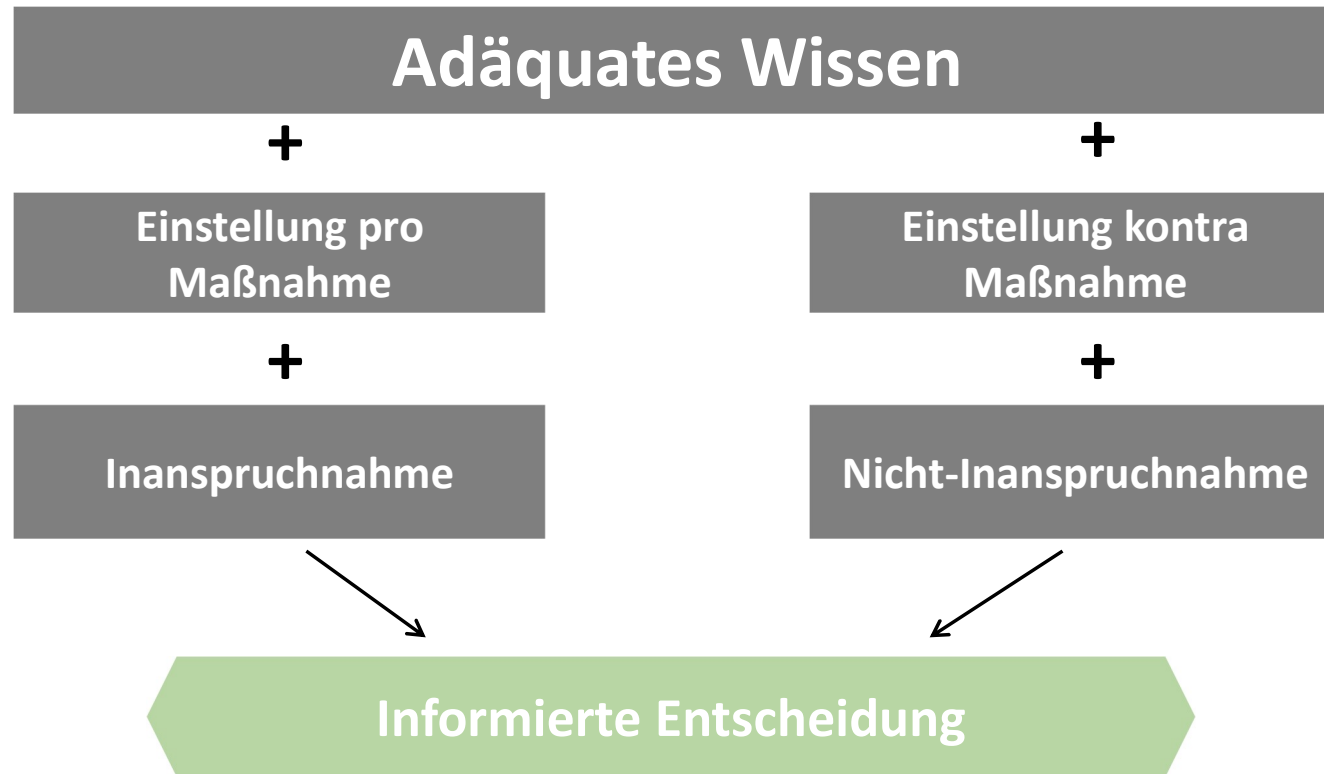 Adäquates Wissen
+
+
Einstellung pro
Maßnahme
Einstellung kontra
Maßnahme
+
+
Inanspruchnahme
Nicht-Inanspruchnahme
Informierte Entscheidung